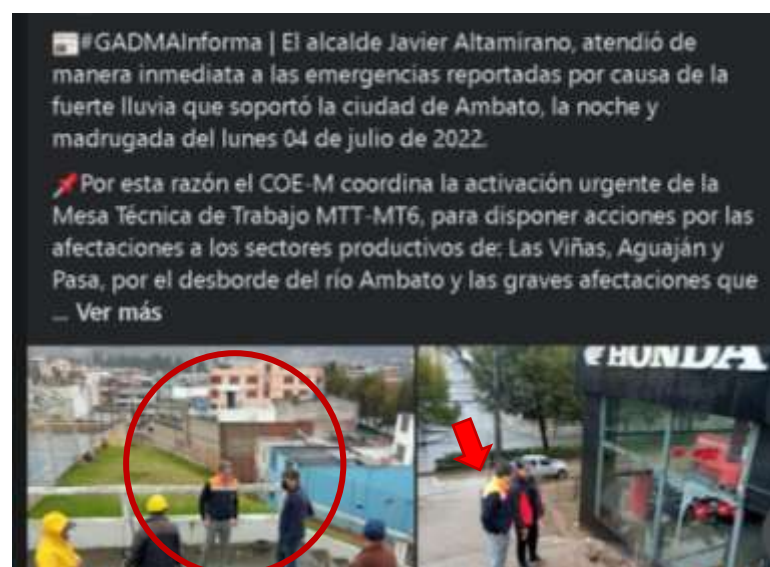 #GADMAInforma | El alcalde Javier Altamirano, atendió de
manera inmediata a las emergencias reportadas por causa de la
fuerte lluvia que soportó la ciudad de Ambato, la noche y
madrugada del lunes 04 de julio de 2022.
Por esta razón el COE-M coordina la activación urgente de la
Mesa Técnica de Trabajo MTT-MT6, para disponer acciones por las
afectaciones a los sectores productivos de: Las Viñas, Aguaján y
Pasa, por el desborde del río Ambato y las graves afectaciones que
... Ver más
HONDA